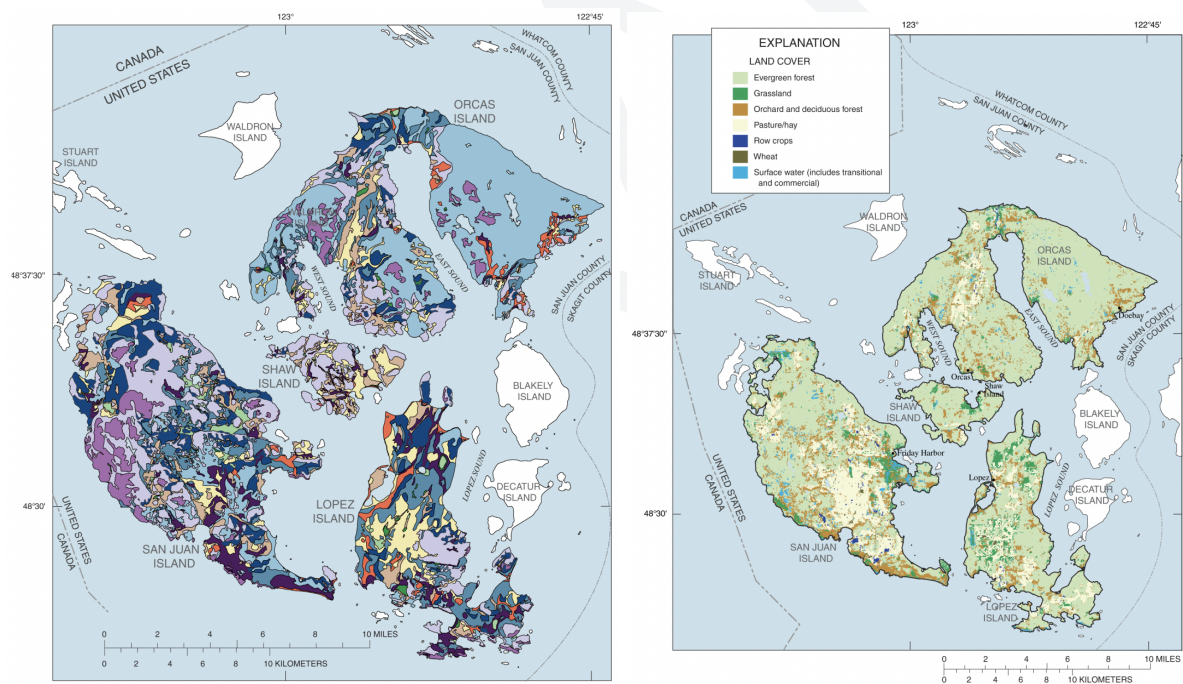 123°
122°45'
CANADA
UNITED STATES
WHATCOM COUNTY
SAN JUAN COUNTY
ORCAS
ISLAND
WALDRON
ISLAND
STUART
ISLAND
WEST SOUND
EAST SOUND
48°37'30"
SAN JUAN COUNTY
SKAGIT COUNTY
SHAW
ISLAND
BLAKELY
ISLAND
LOPEZ SOUND
DECATUR
ISLAND
48°30'
LOPEZ
ISLAND
UNITED STATES
CANADA
SAN JUAN
ISLAND
0 2 4 6 8 10 MILES
0 2 4 6 8 10 KILOMETERS
123°
122°45'
EXPLANATION
LAND COVER
Evergreen forest
Grassland
Orchard and deciduous forest
Pasture/hay
Row crops
Wheat
Surface water (includes transitional
and commercial)
WHATCOM COUNTY
SAN JUAN COUNTY
CANADA
UNITED STATES
WALDRON
ISLAND
STUART
ISLAND
ORCAS
ISLAND
Doebay
SAN JUAN COUNTY
SKAGIT COUNTY
48°37'30"
WEST SOUND
EAST SOUND
Orcas
Shaw
Island
SHAW
ISLAND
BLAKELY
ISLAND
Friday Harbor
UNITED STATES
CANADA
Lopez
LOPEZ SOUND
DECATUR
ISLAND
48°30'
SAN JUAN
ISLAND
LOPEZ
ISLAND
0 2 4 6 8 10 MILES
0 2 4 6 8 10 KILOMETERS